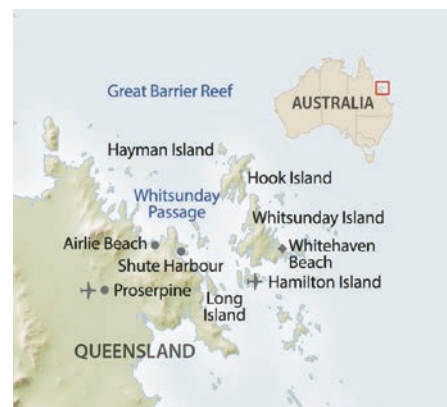 Great Barrier Reef
AUSTRALIA
Hayman Island
Hook Island
Whitsunday
Passage
Whitsunday Island
Airlie Beach
Whitehaven
Beach
Shute Harbour
Hamilton Island
Proserpine
Long
Island
QUEENSLAND